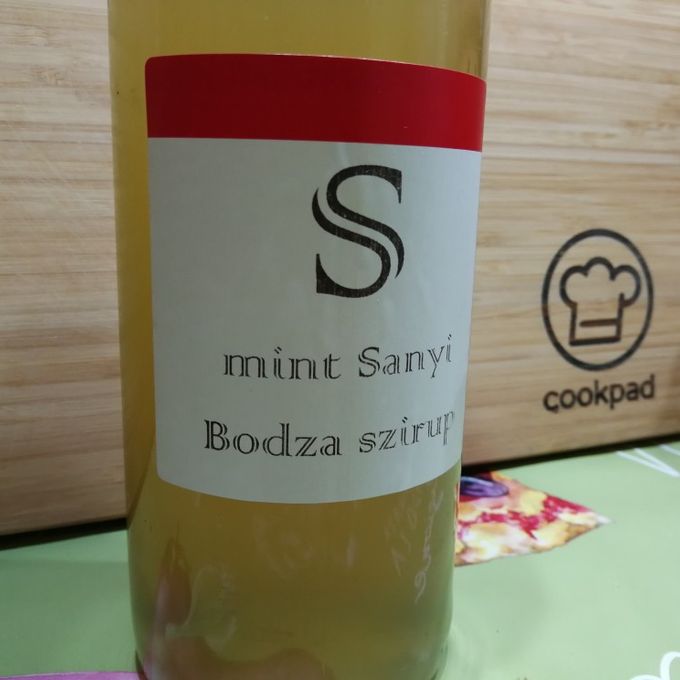 S
mint Sanyi
Bodza szirup
cookpad